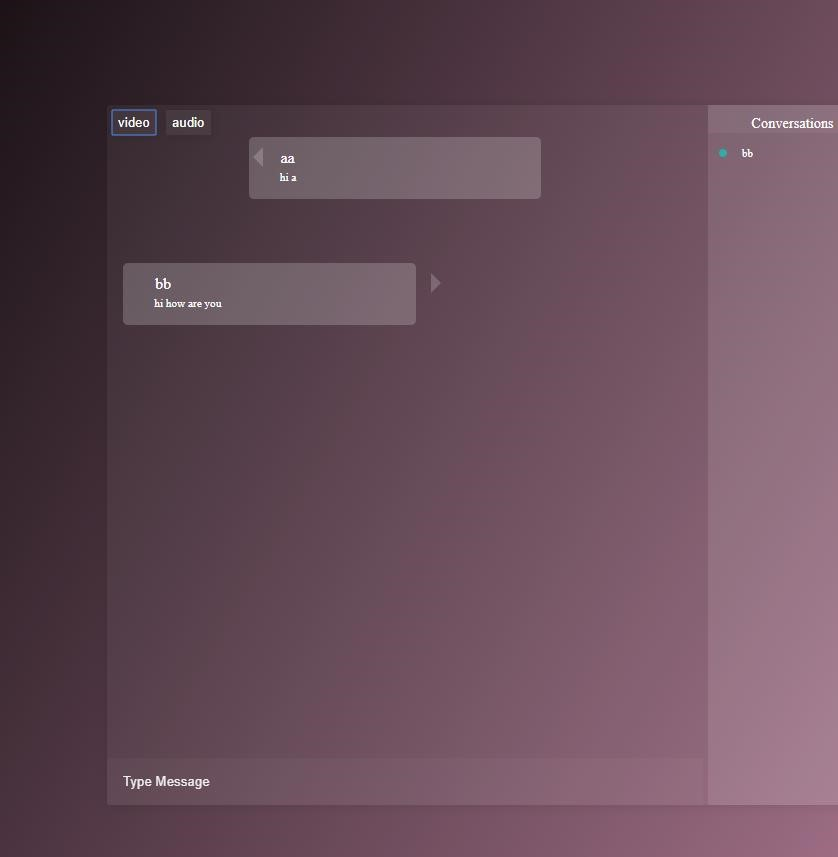 video audio
Conversations
aa
hi a
bb
bb
hi how are you
Type Message